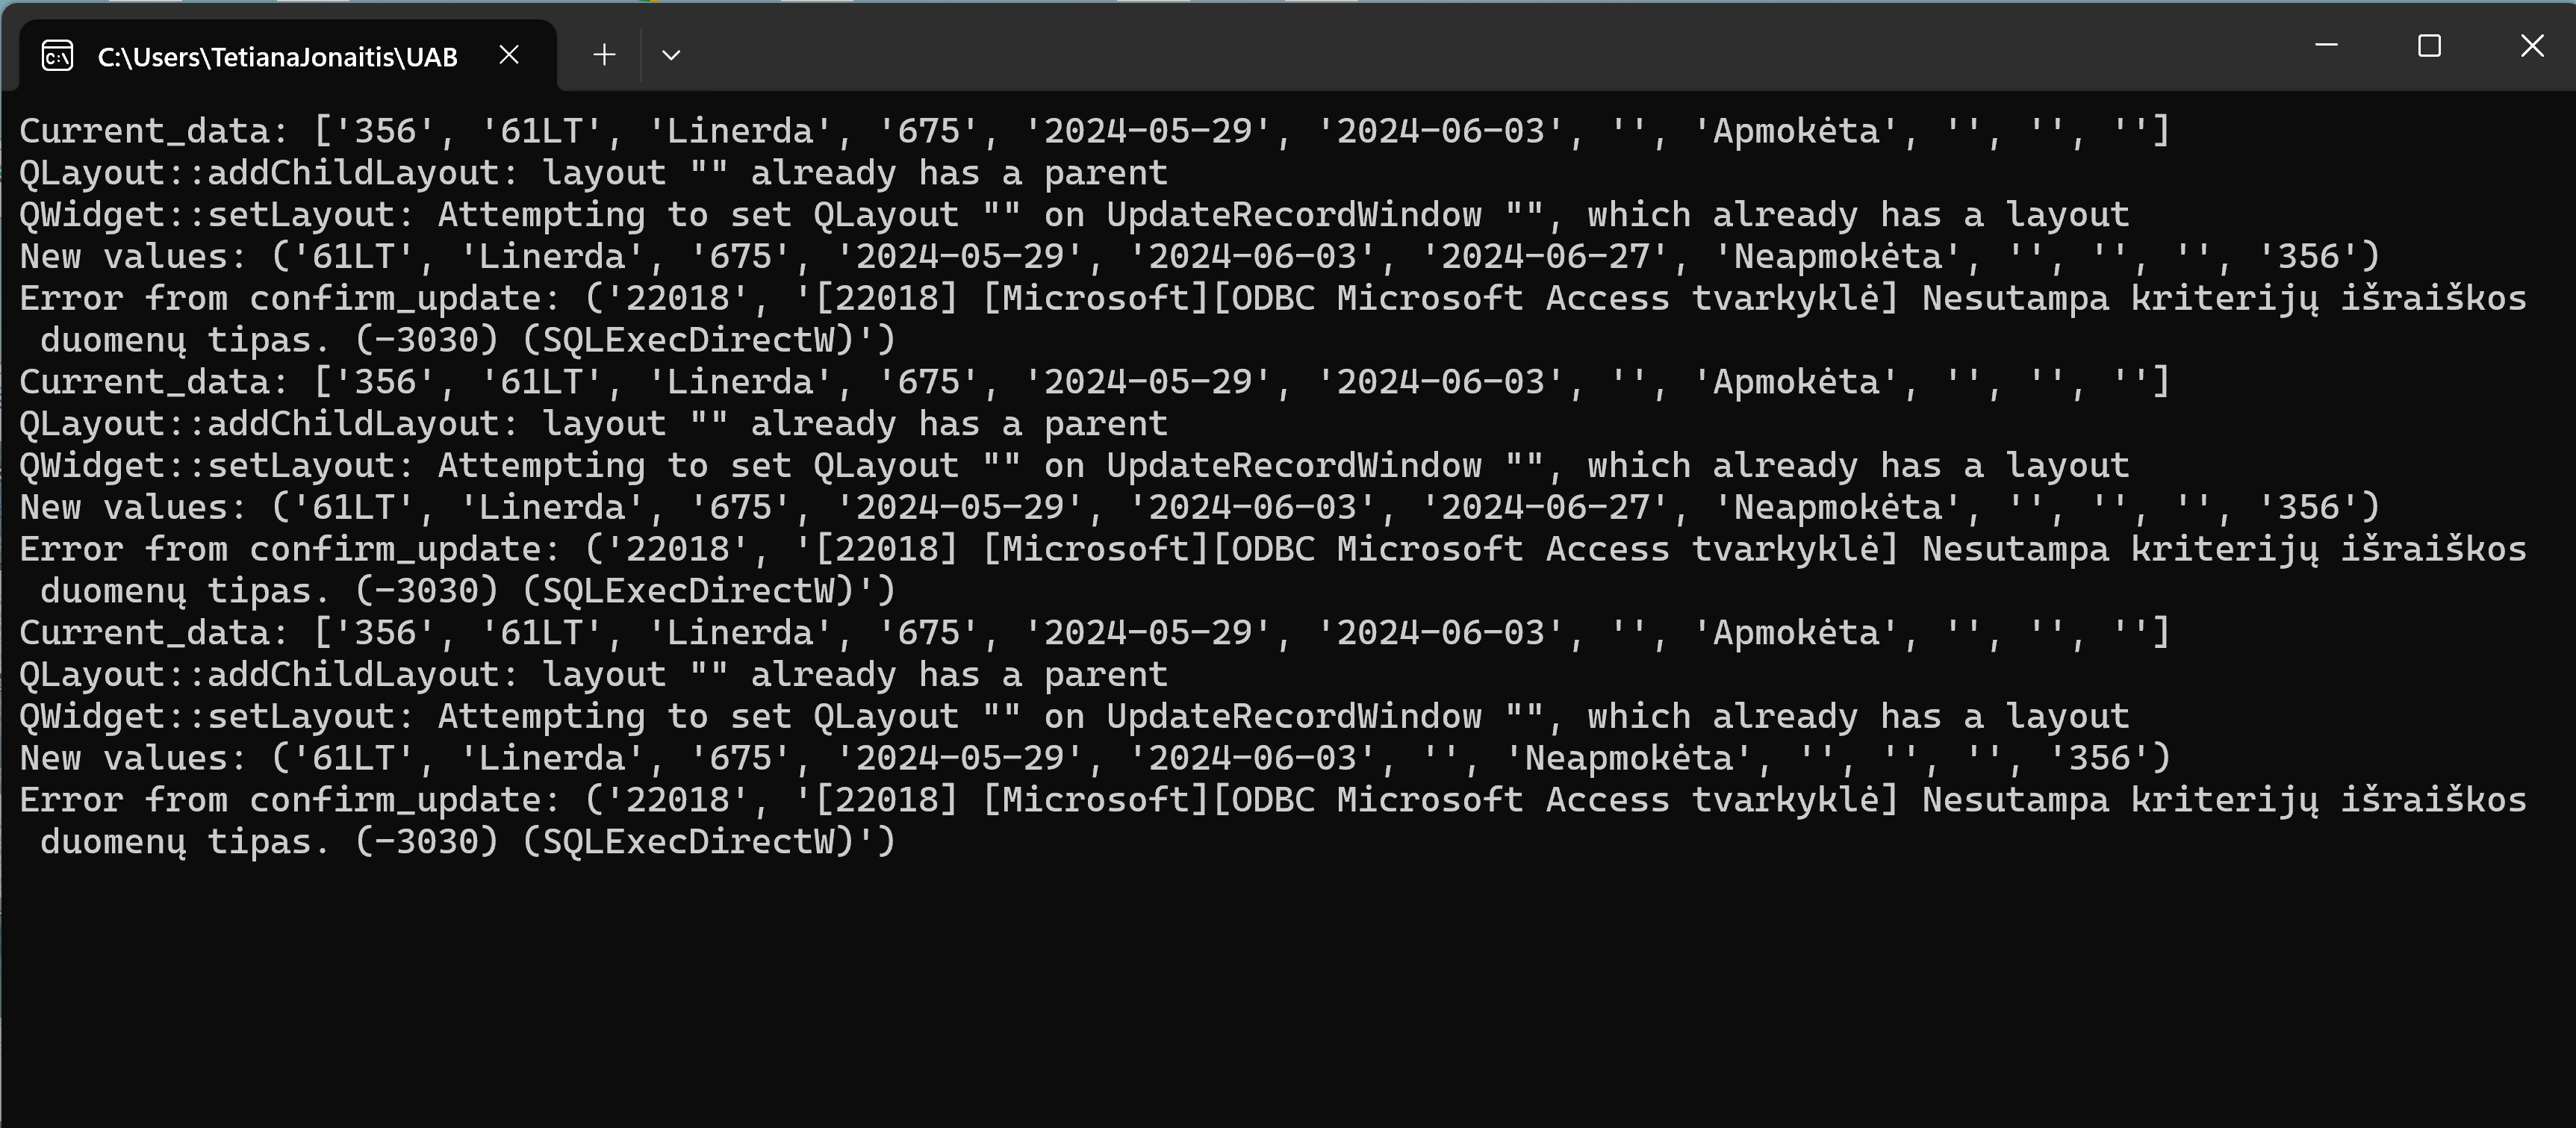 C:\Users\TetianaJonaitis\UAB
Current_data: ['356', '61LT', 'Linerda', '675', '2024-05-29', '2024-06-03', '', 'Apmokėta', '', '', '']
QLayout::addChildLayout: layout "" already has a parent
QWidget::setLayout: Attempting to set QLayout "" on UpdateRecordWindow "", which already has a layout
New values: ('61LT', 'Linerda', '675', '2024-05-29', '2024-06-03', '2024-06-27', 'Neapmokėta', '', '', '', '356')
Error from confirm_update: ('22018', '[22018] [Microsoft][ODBC Microsoft Access tvarkyklė] Nesutampa kriterijų išraiškos
duomenų tipas. (-3030) (SQLExecDirectW)')
Current_data: ['356', '61LT', 'Linerda', '675', '2024-05-29', '2024-06-03', '', 'Apmokėta', '', '', '']
QLayout::addChildLayout: layout "" already has a parent
QWidget::setLayout: Attempting to set QLayout "" on UpdateRecordWindow "", which already has a layout
New values: ('61LT', 'Linerda', '675', '2024-05-29', '2024-06-03', '2024-06-27', 'Neapmokėta', '', '', '', '356')
Error from confirm_update: ('22018', '[22018] [Microsoft][ODBC Microsoft Access tvarkyklė] Nesutampa kriterijų išraiškos
duomenų tipas. (-3030) (SQLExecDirectW)')
Current_data: ['356', '61LT', 'Linerda', '675', '2024-05-29', '2024-06-03', '', 'Apmokėta', '', '', '']
QLayout::addChildLayout: layout "" already has a parent
QWidget::setLayout: Attempting to set QLayout "" on UpdateRecordWindow "", which already has a layout
New values: ('61LT', 'Linerda', '675', '2024-05-29', '2024-06-03', '', 'Neapmokėta', '', '', '', '356')
Error from confirm_update: ('22018', '[22018] [Microsoft][ODBC Microsoft Access tvarkyklė] Nesutampa kriterijų išraiškos
duomenų tipas. (-3030) (SQLExecDirectW)')